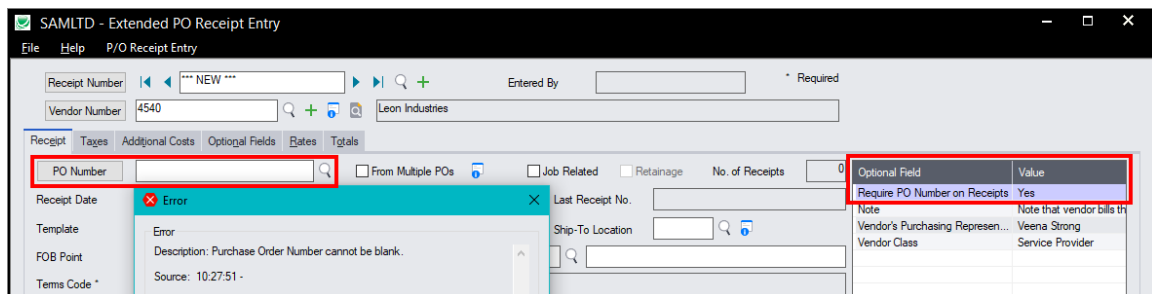 SAMLTD - Extended PO Receipt Entry
File Help P/O Receipt Entry
Receipt Number *** NEW *** Entered By * Required
Vendor Number 4540 Leon Industries
Receipt Taxes Additional Costs Optional Fields Rates Totals
PO Number From Multiple POs Job Related Retainage No. of Receipts 0 Optional Field Value
Require PO Number on Receipts Yes
Receipt Date Error Last Receipt No. Note Note that vendor bills th
Template Error Ship-To Location Vendor's Purchasing Represen... Veena Strong
FOB Point Description: Purchase Order Number cannot be blank. Vendor Class Service Provider
Terms Code * Source: 10:27:51 -